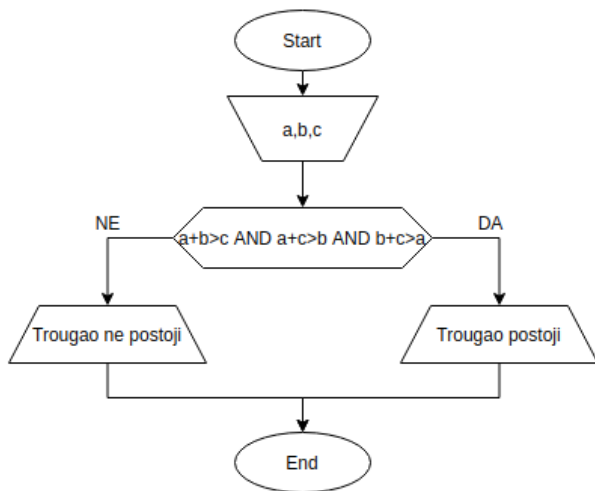 Start
a,b,c
NE
a+b>c AND a+c>b AND b+c>a
DA
Trougao ne postoji
Trougao postoji
End